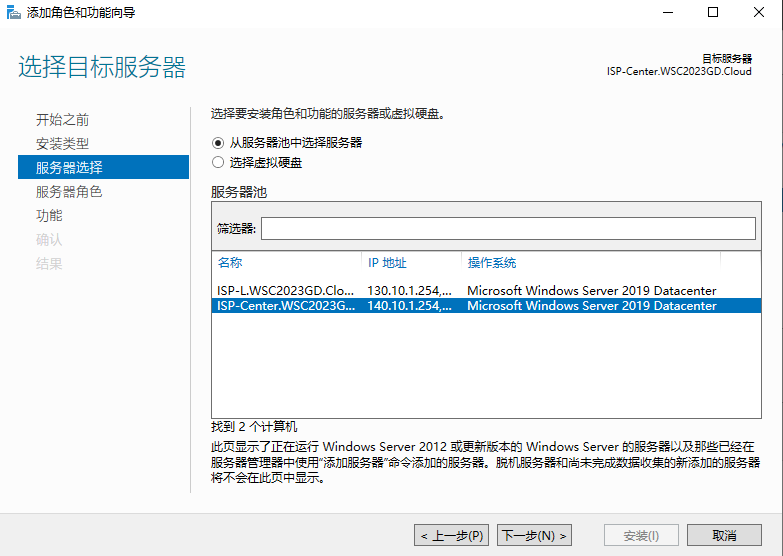 添加角色和功能向导
选择目标服务器
目标服务器
ISP-Center.WSC2023GD.Cloud
开始之前
安装类型
服务器选择
服务器角色
功能
确认
结果
选择要安装角色和功能的服务器或虚拟硬盘。
从服务器池中选择服务器
选择虚拟硬盘
服务器池
筛选器:
名称 IP 地址 操作系统
ISP-L.WSC2023GD.Clo... 130.10.1.254,... Microsoft Windows Server 2019 Datacenter
ISP-Center.WSC2023G... 140.10.1.254,... Microsoft Windows Server 2019 Datacenter
找到 2 个计算机
此页显示了正在运行 Windows Server 2012 或更新版本的 Windows Server 的服务器以及那些已经在
服务器管理器中使用"添加服务器"命令添加的服务器。脱机服务器和尚未完成数据收集的新添加的服务器
将不会在此页中显示。
< 上一步(P) 下一步(N) > 安装(I) 取消